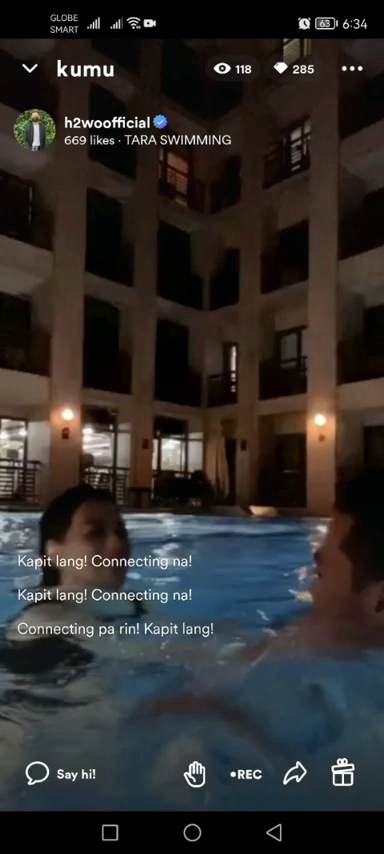 GLOBE
SMART
63
6:34
kumu
118
285
h2woofficial
669 likes · TARA SWIMMING
Kapit lang! Connecting na!
Kapit lang! Connecting na!
Connecting pa rin! Kapit lang!
Say hi!
•REC